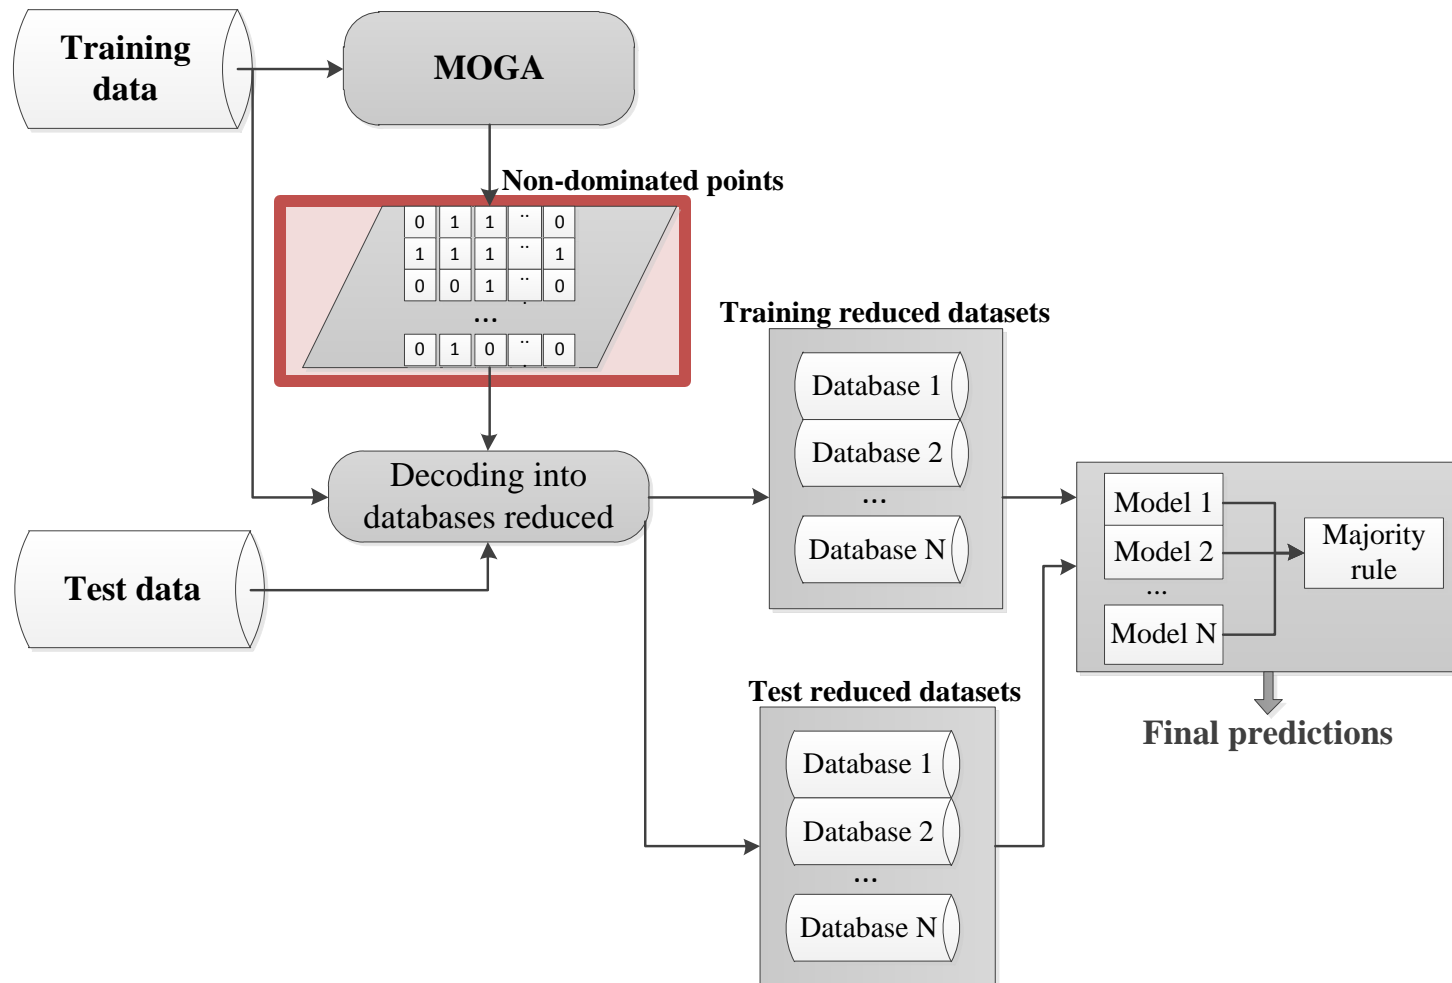 Training
data
MOGA
Non-dominated points
0 1 1 .. 0
1 1 1 .. 1
0 0 1 .. 0
...
0 1 0 .. 0
Training reduced datasets
Database 1
Database 2
...
Database N
Decoding into
databases reduced
Test data
Model 1
Model 2
...
Model N
Majority
rule
Test reduced datasets
Database 1
Database 2
...
Database N
Final predictions